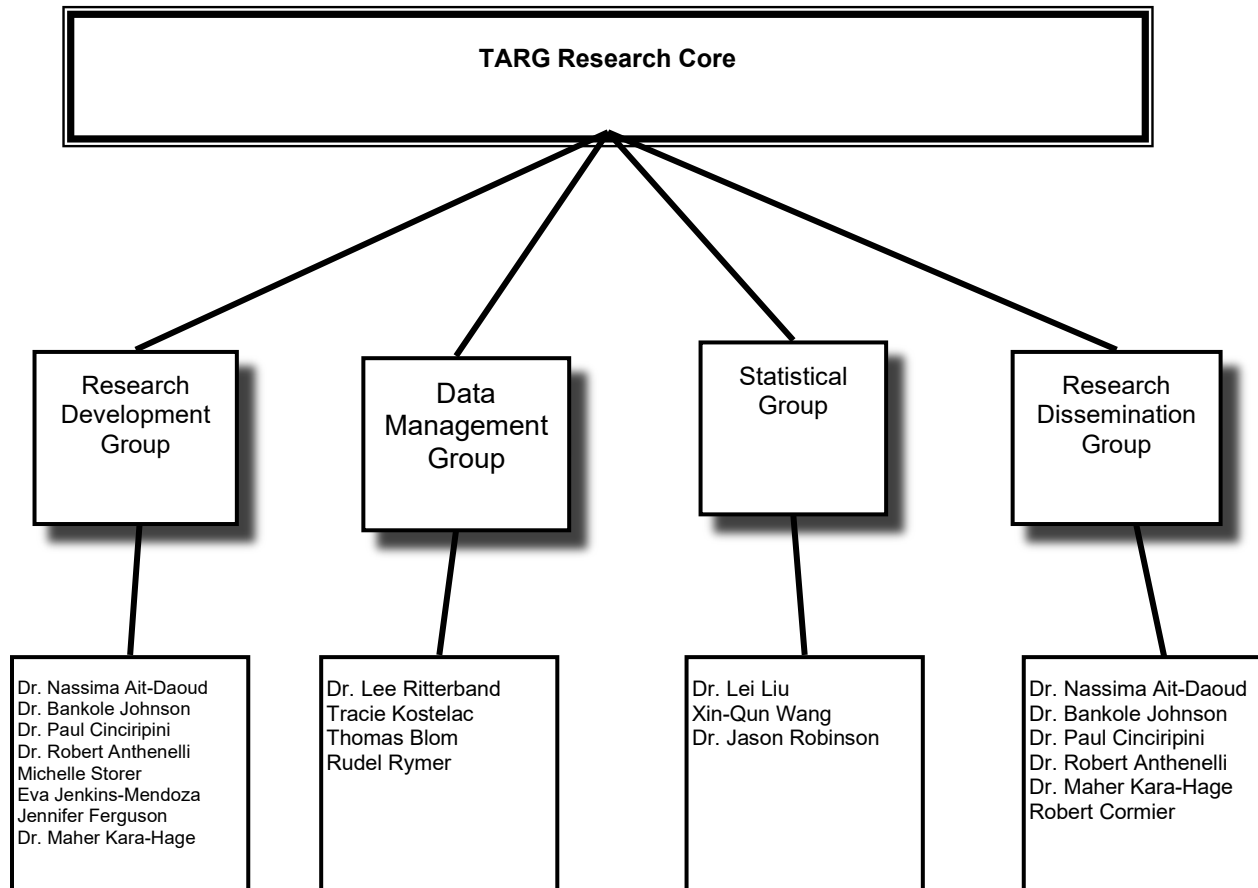 TARG Research Core
Research
Development
Group
Data
Management
Group
Statistical
Group
Research
Dissemination
Group
Dr. Nassima Ait-Daoud
Dr. Bankole Johnson
Dr. Paul Cinciripini
Dr. Robert Anthenelli
Michelle Storer
Eva Jenkins-Mendoza
Jennifer Ferguson
Dr. Maher Kara-Hage
Dr. Lee Ritterband
Tracie Kostelac
Thomas Blom
Rudel Rymer
Dr. Lei Liu
Xin-Qun Wang
Dr. Jason Robinson
Dr. Nassima Ait-Daoud
Dr. Bankole Johnson
Dr. Paul Cinciripini
Dr. Robert Anthenelli
Dr. Maher Kara-Hage
Robert Cormier